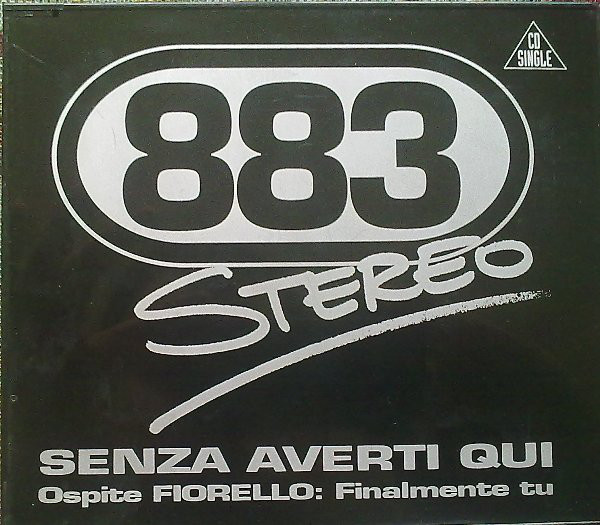 CD
SINGLE
883
STEREO
SENZA AVERTI QUI
Ospite FIORELLO: Finalmente tu